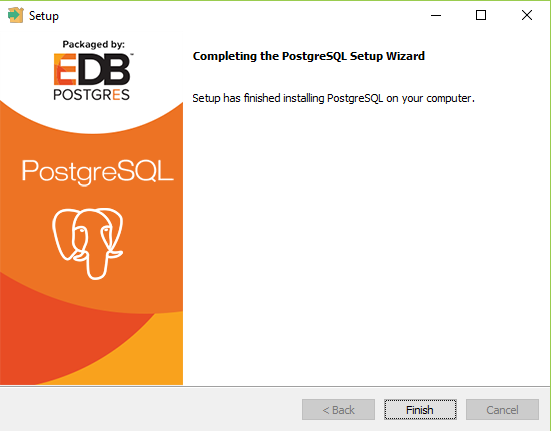 Setup
Packaged by:
EDB
POSTGRES
PostgreSQL
Completing the PostgreSQL Setup Wizard
Setup has finished installing PostgreSQL on your computer.
< Back
Finish
Cancel